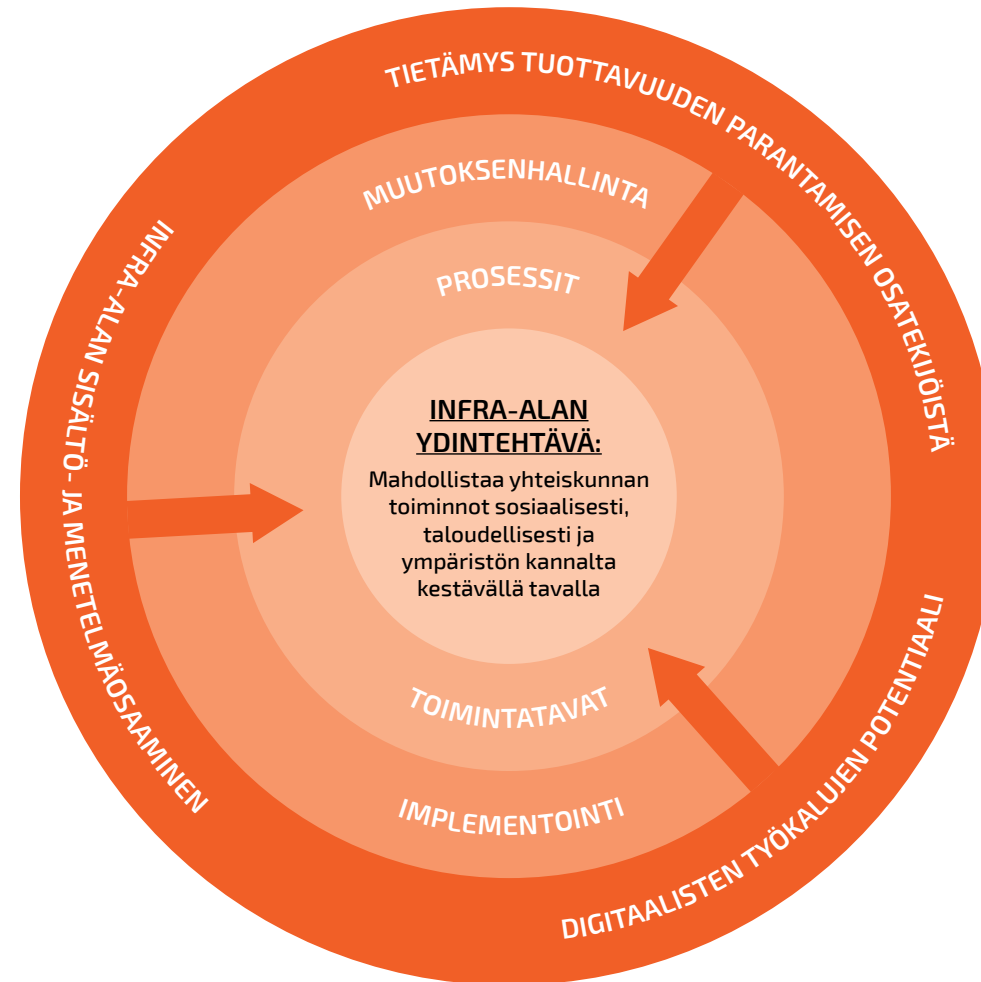 TIETÄMYS TUOTTAVUUDEN PARANTAMISEN OSATEKIJÖISTÄ
MUUTOKSENHALLINTA
PROSESSIT
INFRA-ALAN SISÄLTÖ- JA MENETELMÄOSAAMINEN
INFRA-ALAN
YDINTEHTÄVÄ:
Mahdollistaa yhteiskunnan
toiminnot sosiaalisesti,
taloudellisesti ja
ympäristön kannalta
kestävällä tavalla
TOIMINTATAVAT
IMPLEMENTOINTI
DIGITAALISTEN TYÖKALUJEN POTENTIAALI